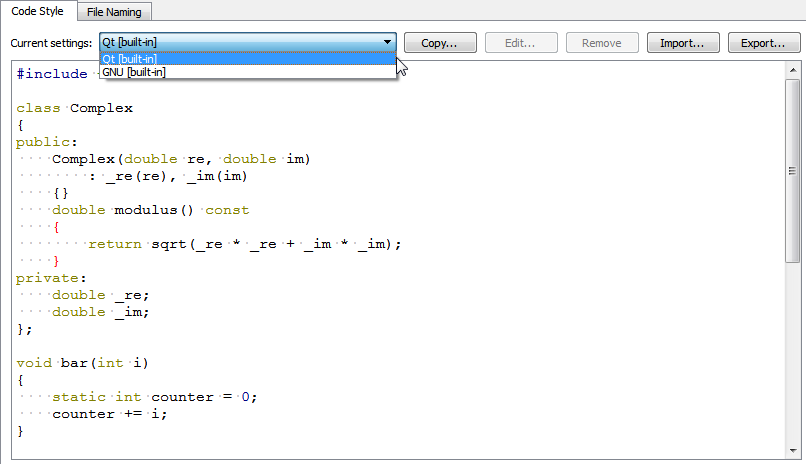 Code Style File Naming
Current settings: Qt [built-in] Copy... Edit... Remove Import... Export...
Qt [built-in]
GNU [built-in]
#include
class Complex
{
public:
    Complex(double re, double im)
        : _re(re), _im(im)
    {}
    double modulus() const
    {
        return sqrt(_re * _re + _im * _im);
    }
private:
    double _re;
    double _im;
};
void bar(int i)
{
    static int counter = 0;
    counter += i;
}